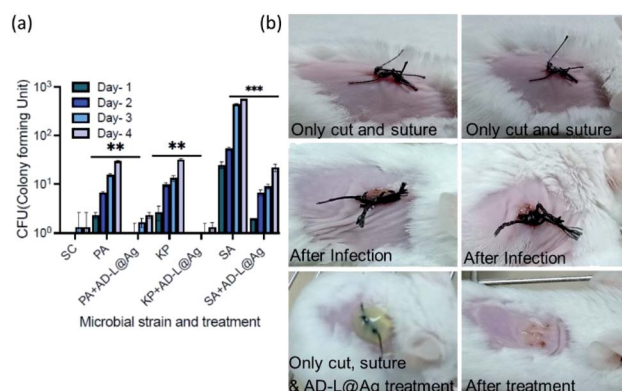 (a)
(b)
Day- 1
Day- 2
Day- 3
Day- 4
CFU(Colony forming Unit)
10³
10²
10¹
10⁰
**
**
***
SC
PA
PA+AD-L@Ag
KP
KP+AD-L@Ag
SA
SA+AD-L@Ag
Microbial strain and treatment
Only cut and suture
Only cut and suture
After Infection
After Infection
Only cut, suture
& AD-L@Ag treatment
After treatment